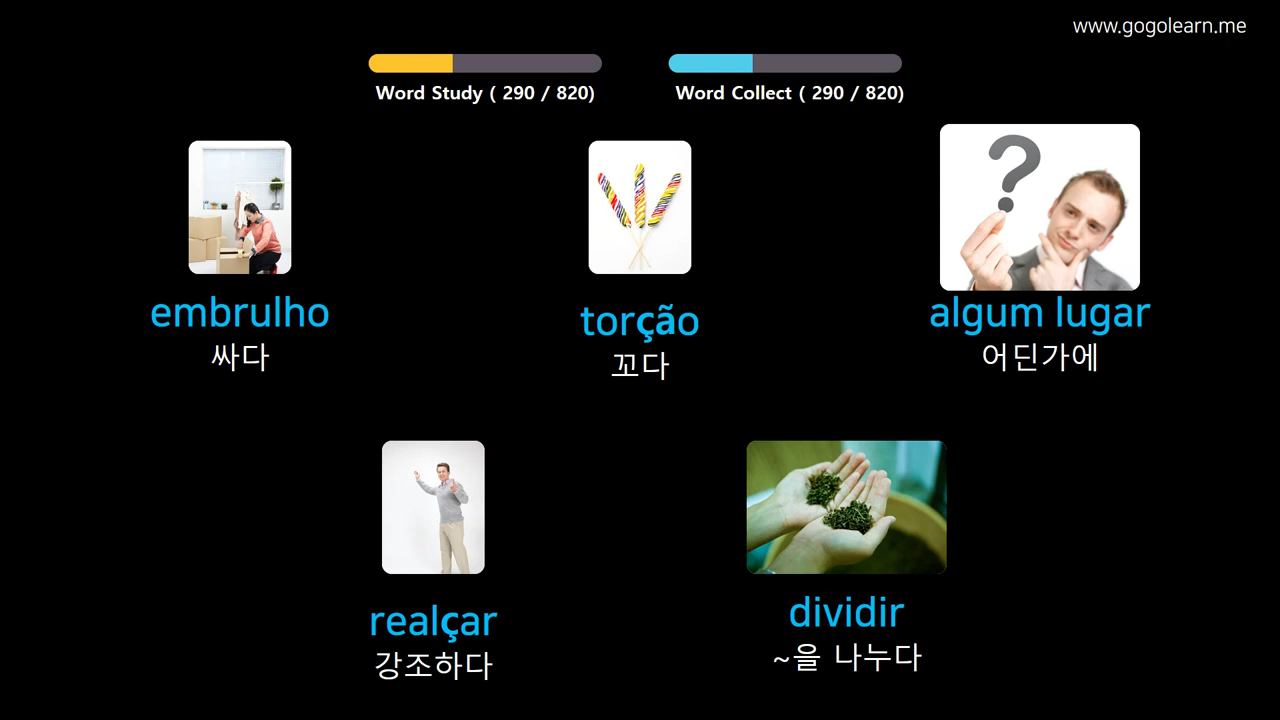 www.gogolearn.me
Word Study ( 290 / 820)
Word Collect ( 290 / 820)
embrulho
싸다
torção
꼬다
algum lugar
어딘가에
realçar
강조하다
dividir
~을 나누다